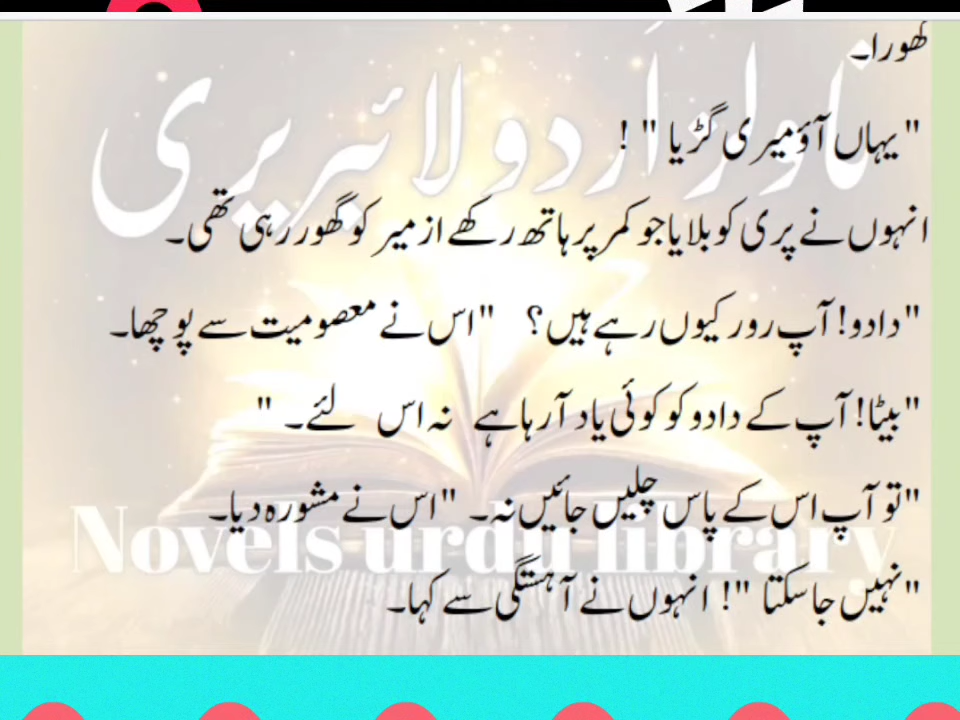 گھورا۔
ناولز اردو لائبریری
"یہاں آؤ میری گڑیا " !
انہوں نے پری کو بلایا جو کمر پر ہاتھ رکھے ازمیر کو گھور رہی تھی۔
"دادو! آپ رور کیوں رہے ہیں؟ "اس نے معصومیت سے پوچھا۔
"بیٹا! آپ کے دادو کو کوئی یاد آرہا ہے نہ اس لئے۔ "
"تو آپ اس کے پاس چلیں جائیں نہ۔ "اس نے مشورہ دیا۔
Novels urdu library
"نہیں جا سکتا "! انہوں نے آہستگی سے کہا۔